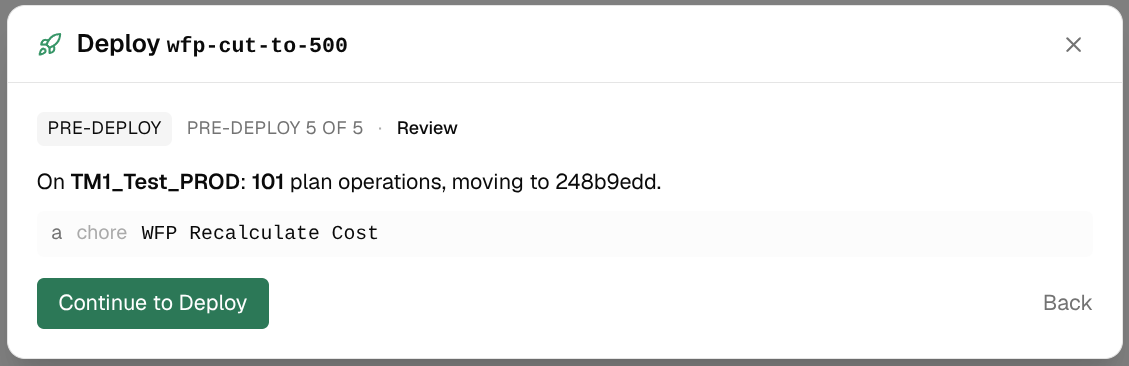 Deploy wfp-cut-to-500
PRE-DEPLOY PRE-DEPLOY 5 OF 5 · Review
On TM1_Test_PROD: 101 plan operations, moving to 248b9edd.
a chore WFP Recalculate Cost
Continue to Deploy Back